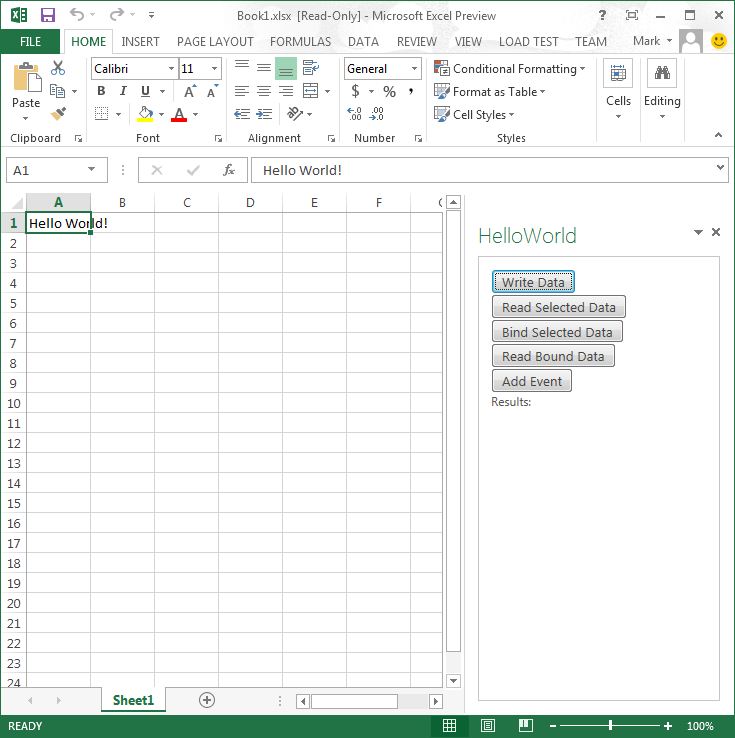 Book1.xlsx [Read-Only] - Microsoft Excel Preview ?
FILE HOME INSERT PAGE LAYOUT FORMULAS DATA REVIEW VIEW LOAD TEST TEAM Mark
Calibri 11 General Conditional Formatting
Paste B I U A A $ % , Format as Table Cells Editing
A .00 .00 Cell Styles
Clipboard Font Alignment Number Styles
A1 fx Hello World!
A B C D E F
1 Hello World!
2
3
4
5
6
7
8
9
10
11
12
13
14
15
16
17
18
19
20
21
22
23
24
HelloWorld
Write Data
Read Selected Data
Bind Selected Data
Read Bound Data
Add Event
Results:
Sheet1
READY 100%